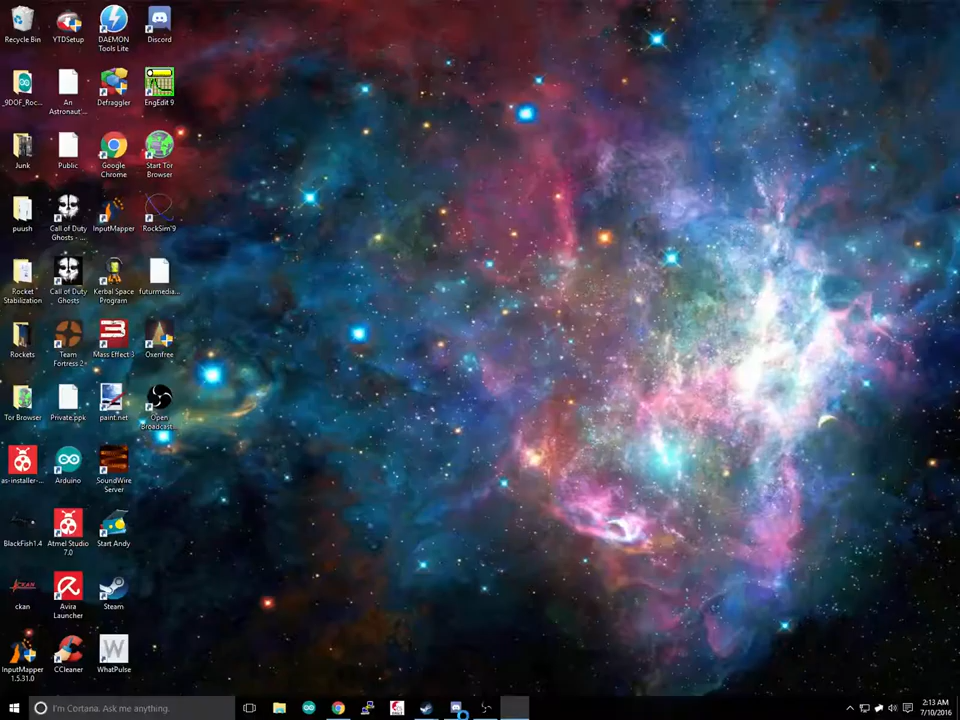 Recycle Bin
YTDSetup
DAEMON
Tools Lite
Discord
_9DOF_Roc...
An
Astronaut'...
Defraggler
EngEdit 9
Junk
Public
Google
Chrome
Start Tor
Browser
puush
Call of Duty
Ghosts - ...
InputMapper
RockSim 9
Rocket
Stabilization
Call of Duty
Ghosts
Kerbal Space
Program
futurmedia...
Rockets
Team
Fortress 2
Mass Effect 3
Oxenfree
Tor Browser
Private.ppk
paint.net
Open
Broadcast...
as-installer-...
Arduino
SoundWire
Server
BlackFish1.4
Atmel Studio
7.0
Start Andy
ckan
Avira
Launcher
Steam
InputMapper
1.5.31.0
CCleaner
WhatPulse
I'm Cortana. Ask me anything.
2:13 AM
7/10/2016